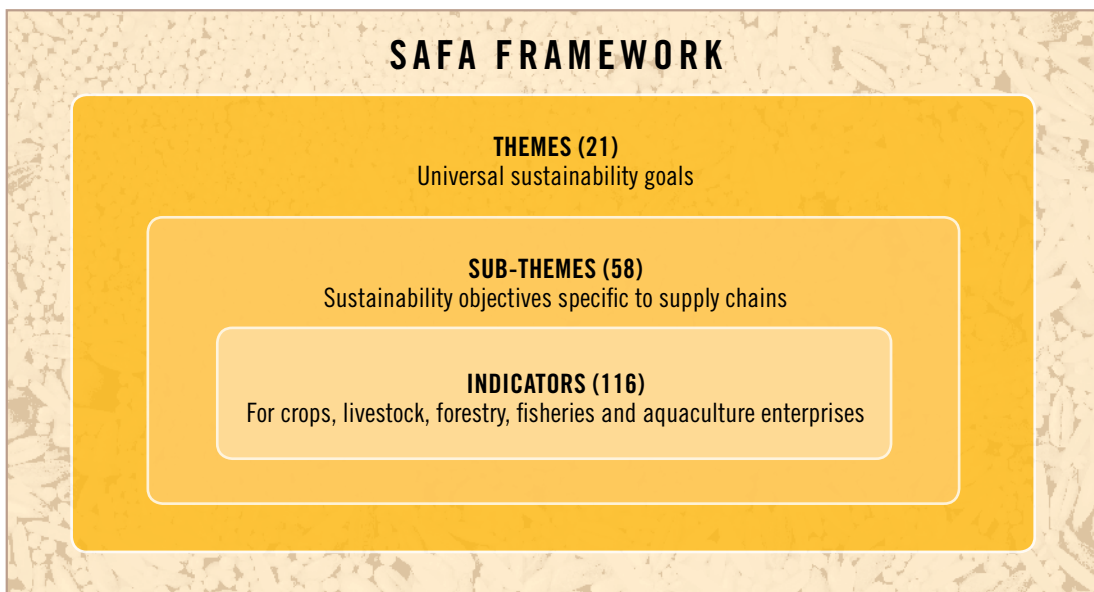 SAFA FRAMEWORK
THEMES (21)
Universal sustainability goals
SUB-THEMES (58)
Sustainability objectives specific to supply chains
INDICATORS (116)
For crops, livestock, forestry, fisheries and aquaculture enterprises